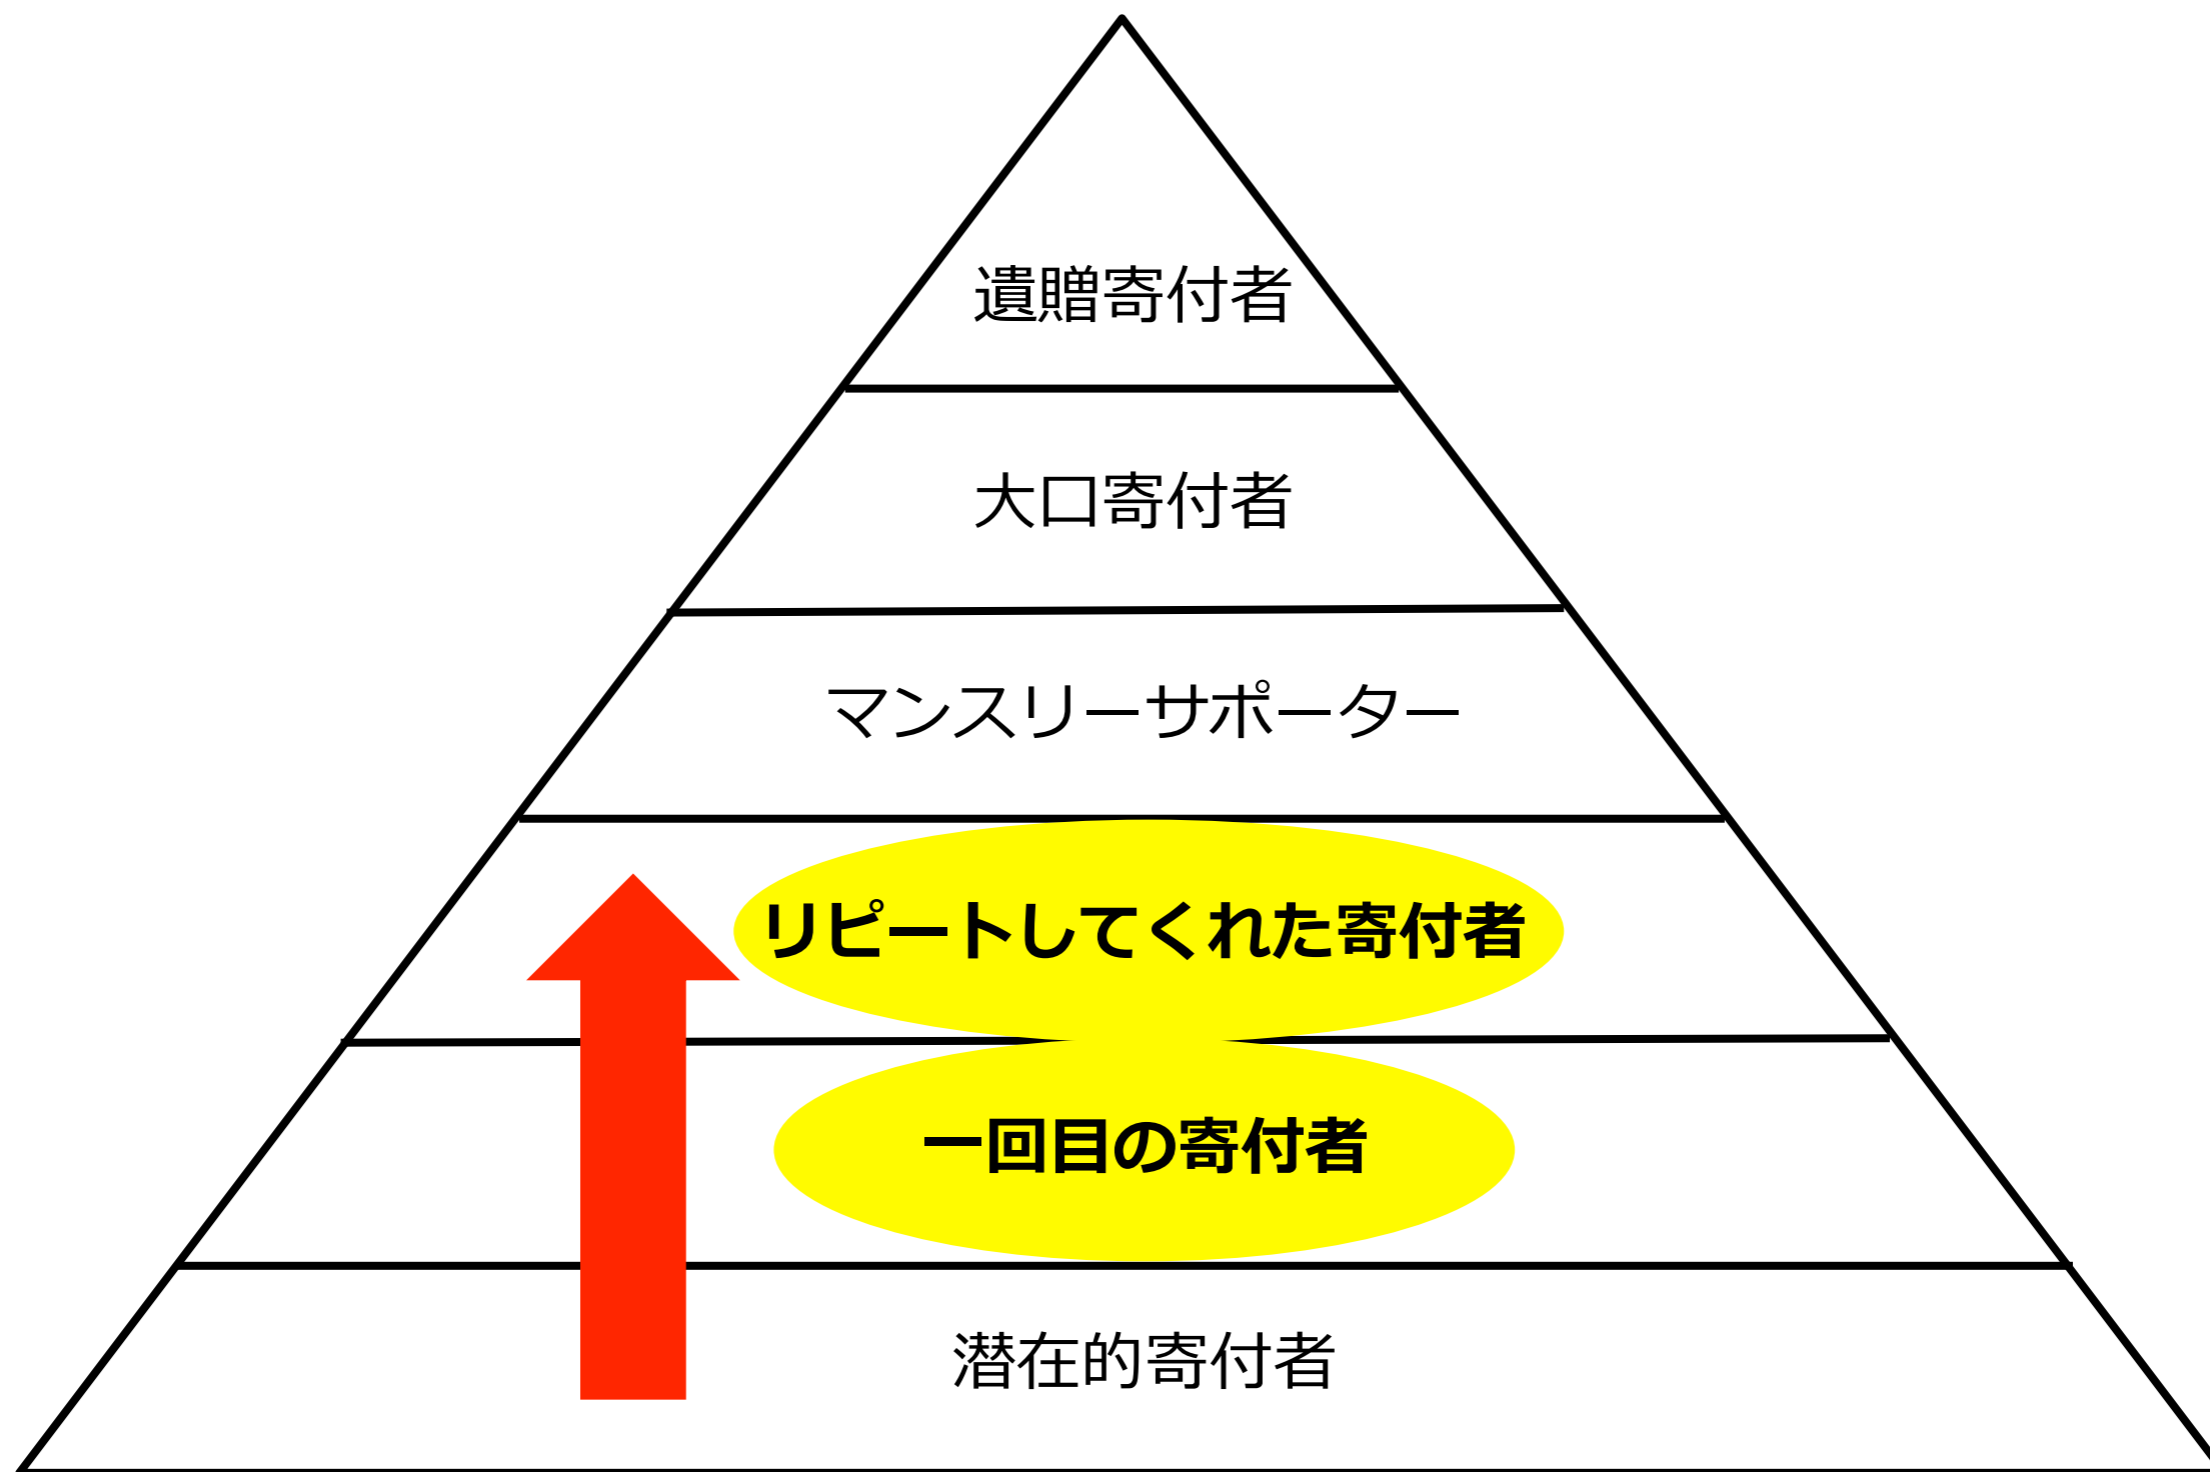 遺贈寄付者
大口寄付者
マンスリーサポーター
リピートしてくれた寄付者
一回目の寄付者
潜在的寄付者